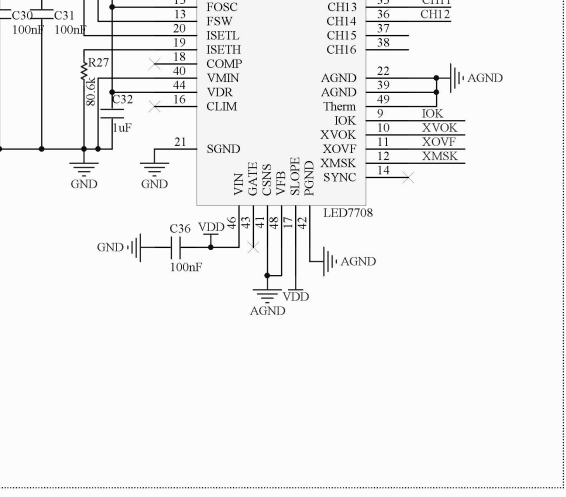 15 FOSC CH13 35 CH11
C30 C31 13 FSW CH14 36 CH12
100nF 100nF 20 ISETL CH15 37
19 ISETH CH16 38
R27 18 COMP
80.6k 40 VMIN AGND 22 AGND
44 VDR AGND 39
C32 16 CLIM Therm 49
IOK 9 IOK
1uF XVOK 10 XVOK
21 SGND XOVF 11 XOVF
XMSK 12 XMSK
SYNC 14
GND GND
VIN GATE CSNS VFB SLOPE PGND
LED7708
46 43 41 48 17 42
C36 VDD
GND AGND
100nF
VDD
AGND